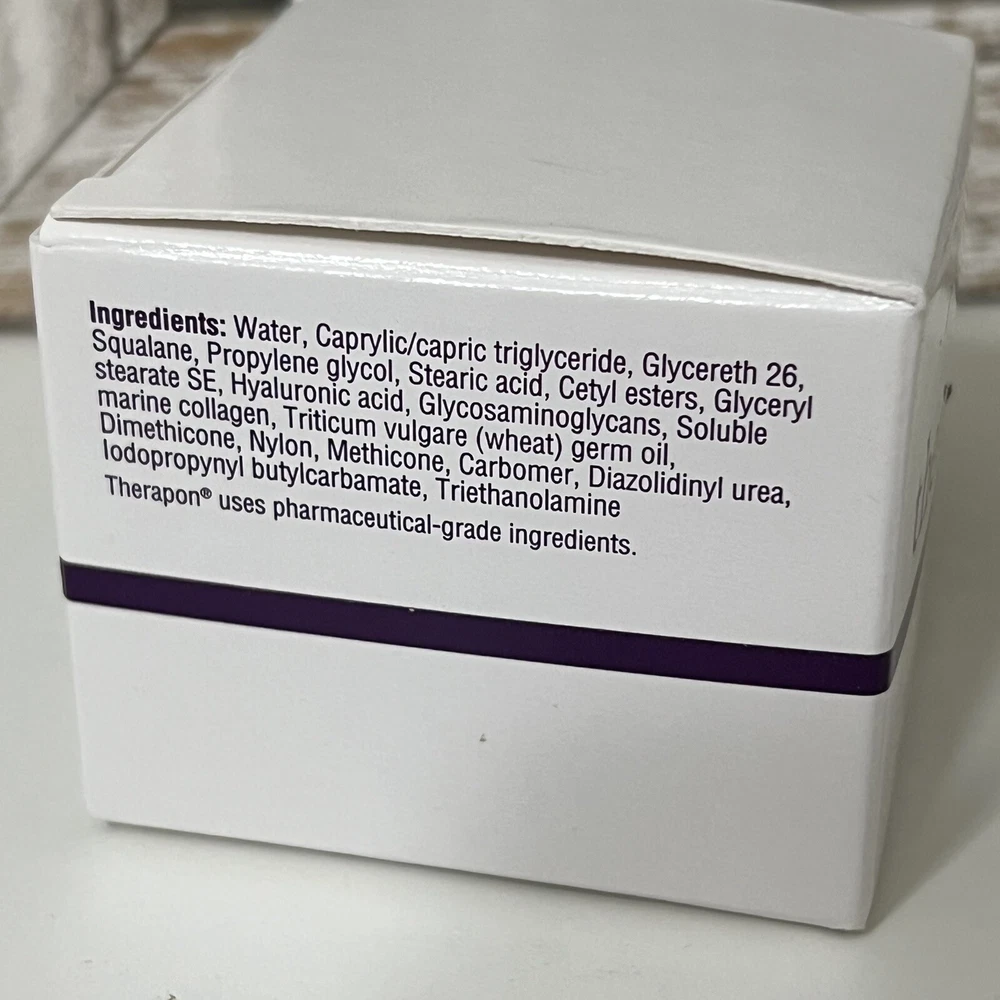 Ingredients: Water, Caprylic/capric triglyceride, Glycereth 26,
Squalane, Propylene glycol, Stearic acid, Cetyl esters, Glyceryl
stearate SE, Hyaluronic acid, Glycosaminoglycans, Soluble
marine collagen, Triticum vulgare (wheat) germ oil,
Dimethicone, Nylon, Methicone, Carbomer, Diazolidinyl urea,
Iodopropynyl butylcarbamate, Triethanolamine
Therapon® uses pharmaceutical-grade ingredients.